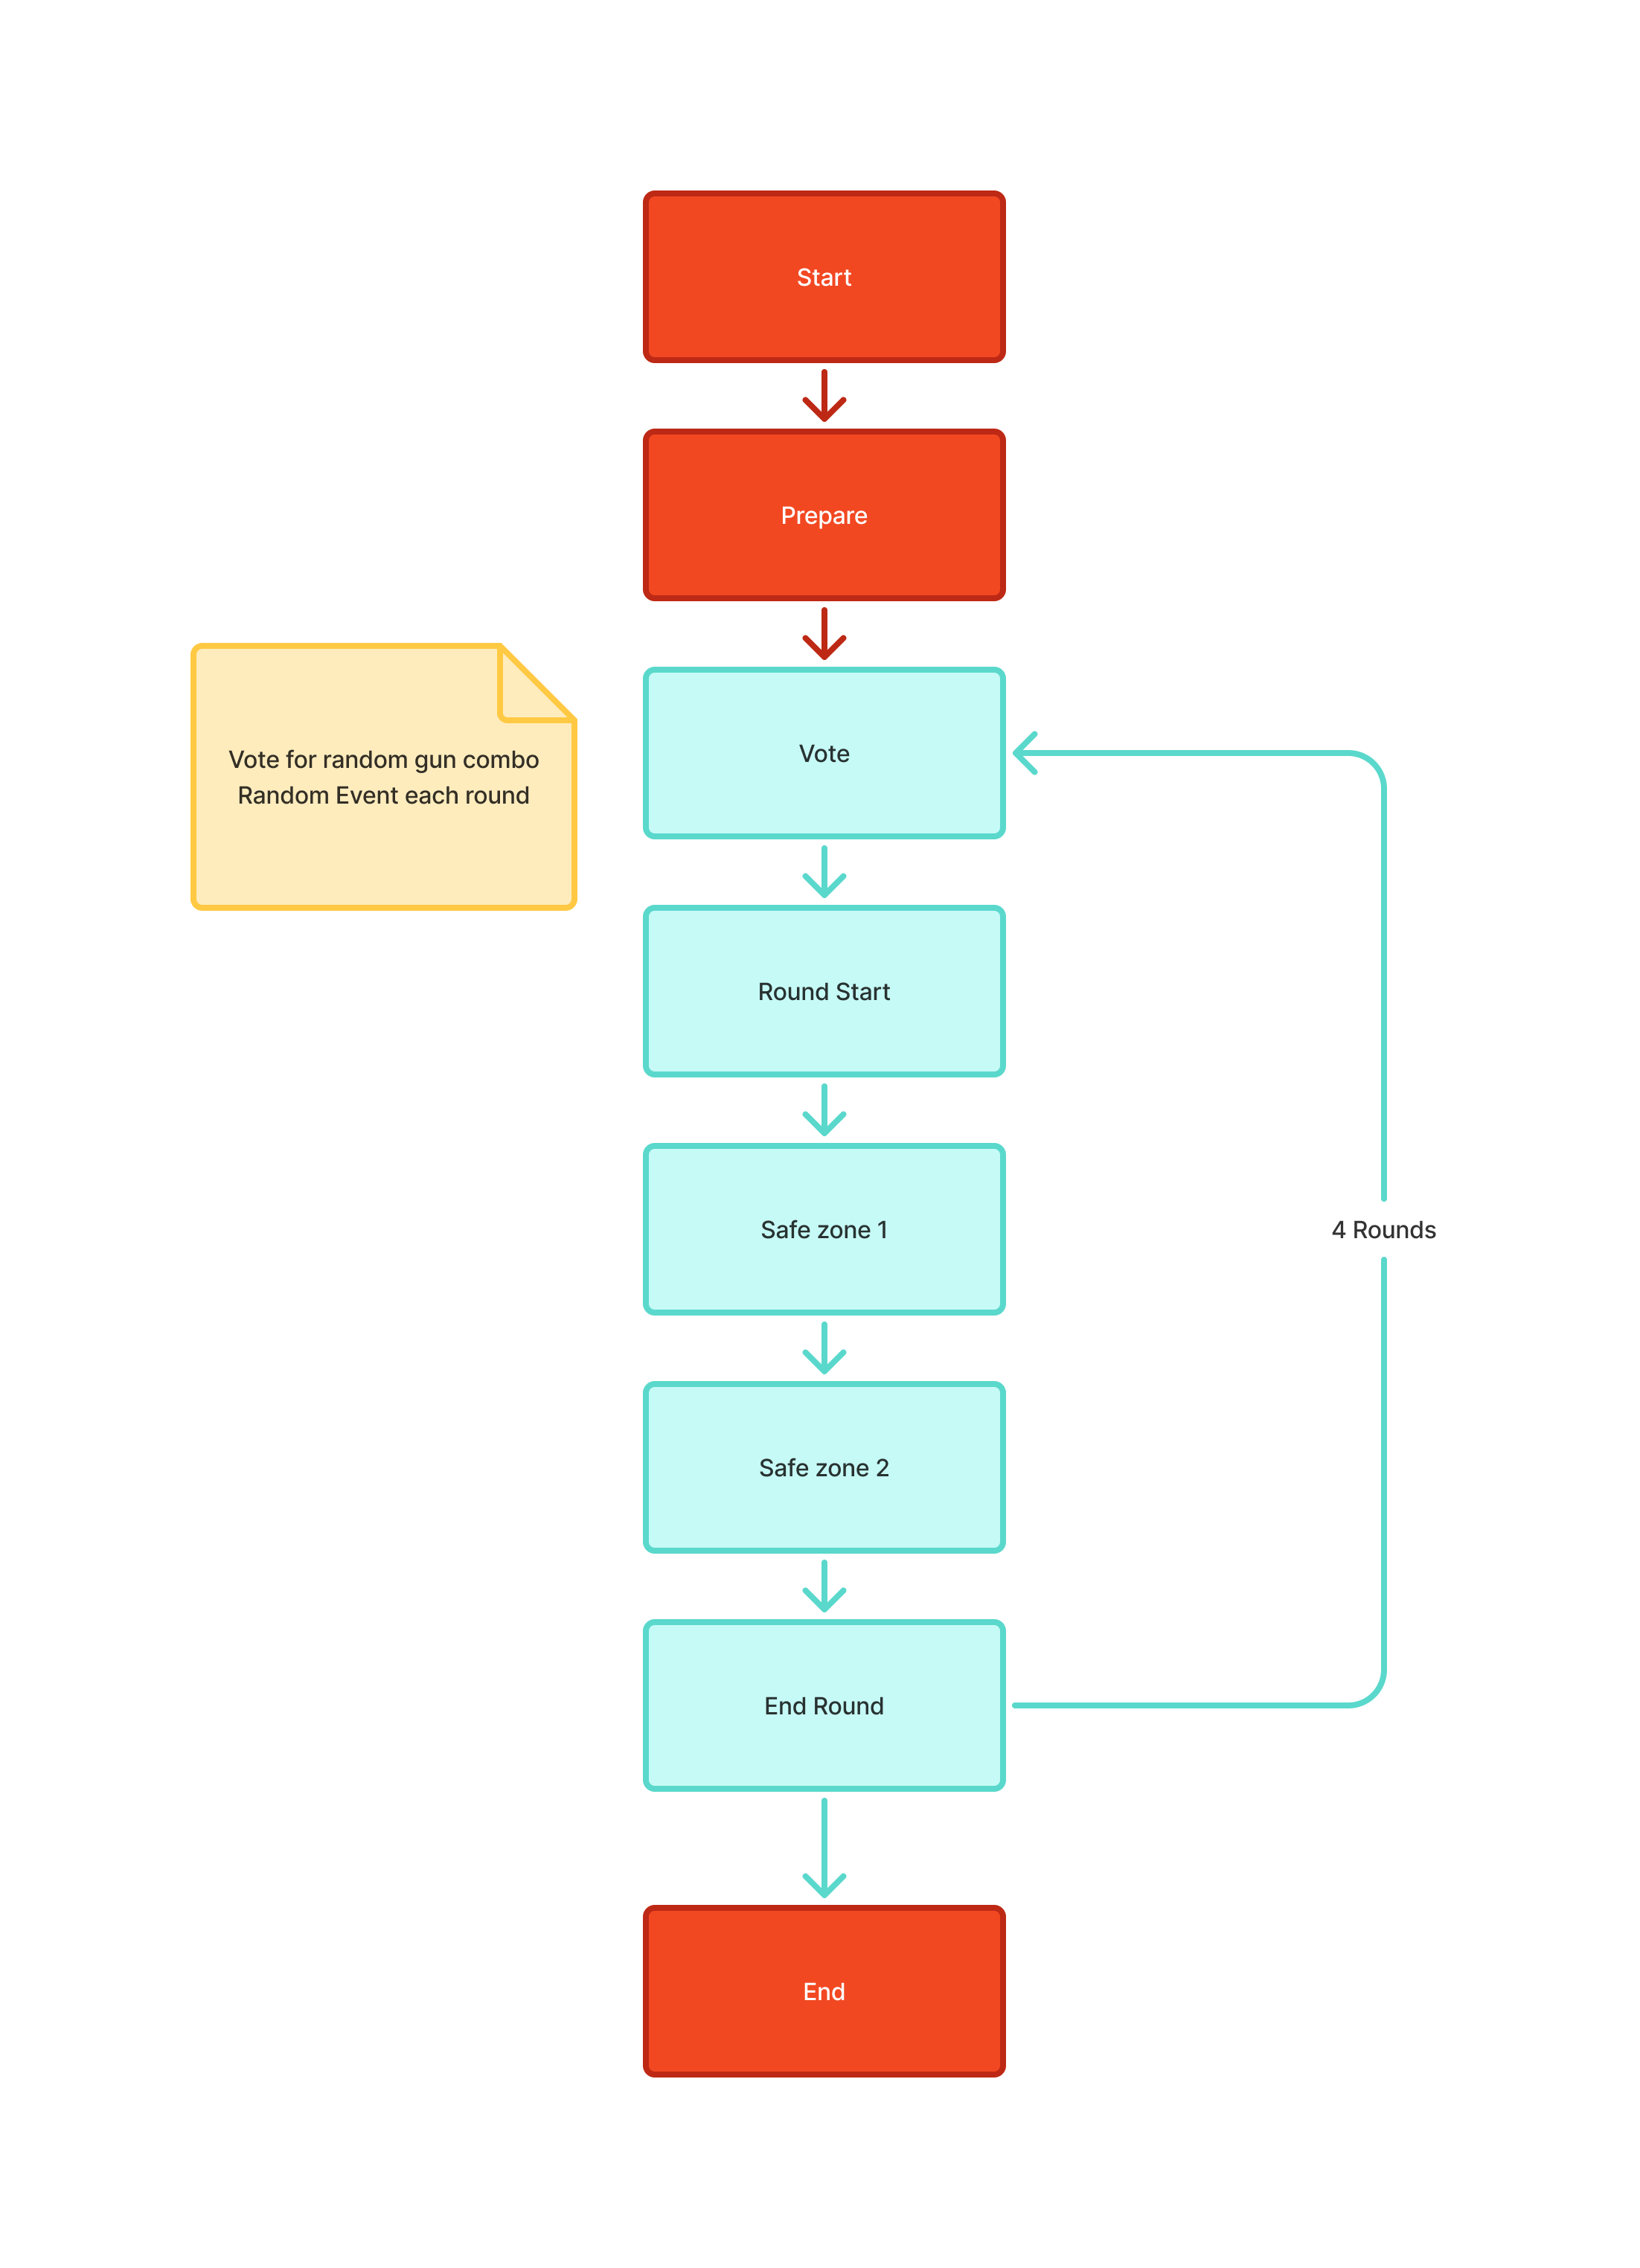 Start
Prepare
Vote for random gun combo
Random Event each round
Vote
Round Start
Safe zone 1
4 Rounds
Safe zone 2
End Round
End